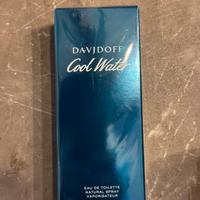 DAVIDOFF
Cool Water
EAU DE TOILETTE
NATURAL SPRAY
VAPORISATEUR